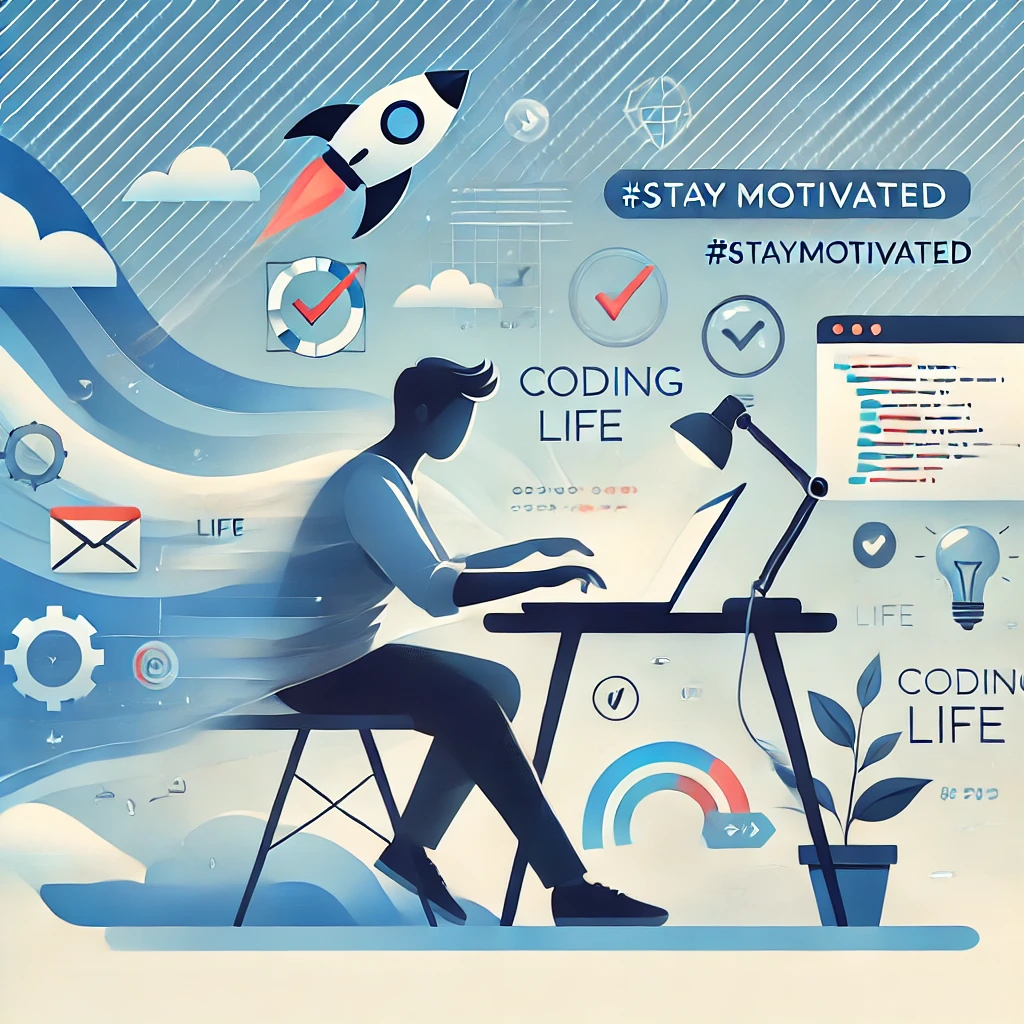 #STAY MOTIVATED
#STAYMOTIVATED
CODING
LIFE
LIFE
LIFE
CODING
LIFE